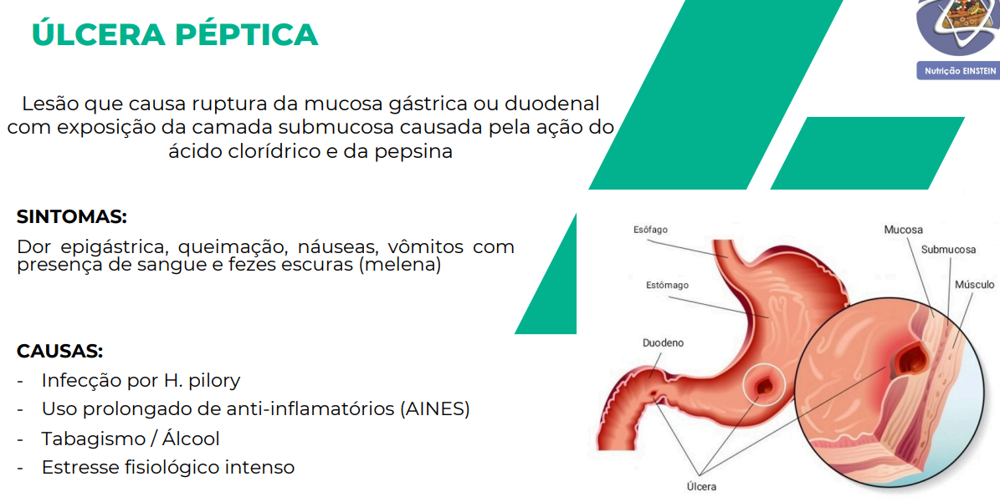 ÚLCERA PÉPTICA
Nutrição EINSTEIN
Lesão que causa ruptura da mucosa gástrica ou duodenal
com exposição da camada submucosa causada pela ação do
ácido clorídrico e da pepsina
SINTOMAS:
Dor epigástrica, queimação, náuseas, vômitos com
presença de sangue e fezes escuras (melena)
CAUSAS:
- Infecção por H. pilory
- Uso prolongado de anti-inflamatórios (AINES)
- Tabagismo / Álcool
- Estresse fisiológico intenso
Esôfago
Estômago
Duodeno
Úlcera
Mucosa
Submucosa
Músculo